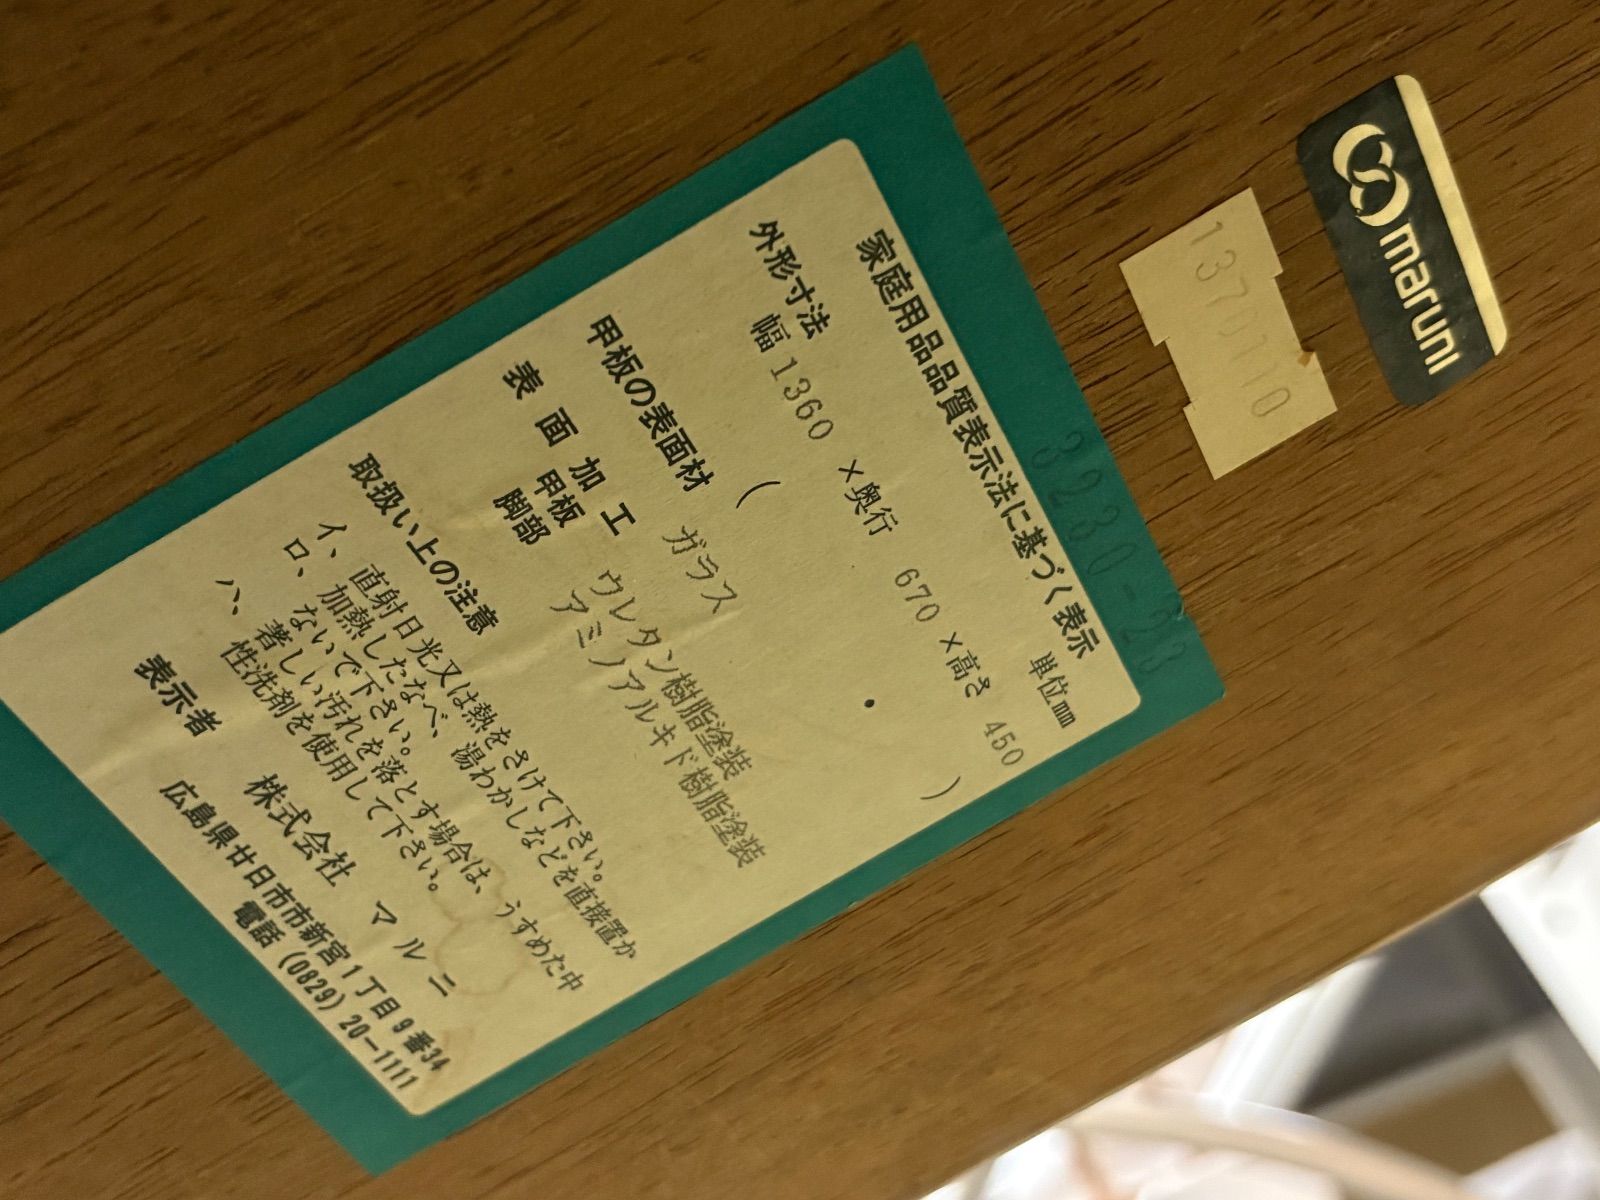 maruni
1370110
3230-23
家庭用品品質表示法に基づく表示
外形寸法 単位mm
幅1360×奥行 670×高さ 450
( )
甲板の表面材 ガラス
表面加工
甲板 ウレタン樹脂塗装
脚部 アミノアルキド樹脂塗装
取扱い上の注意
イ、直射日光又は熱をさけて下さい。
ロ、加熱したなべ、湯わかしなどを直接置か
ないで下さい。
ハ、著しい汚れを落とす場合は、うすめた中
性洗剤を使用して下さい。
表示者 株式会社 マルニ
広島県廿日市市新宮1丁目9番34
電話 (0829) 20-1111